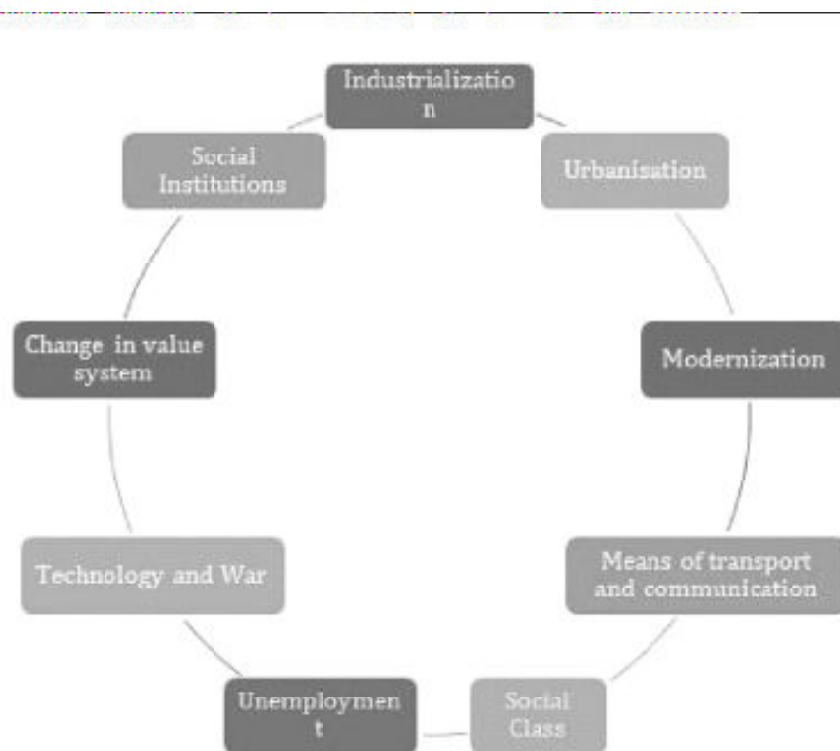 Industrializatio
n
Urbanisation
Modernization
Means of transport
and communication
Social
Class
Unemploymen
t
Technology and War
Change in value
system
Social
Institutions